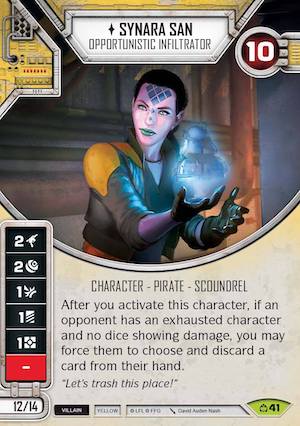 SYNARA SAN
OPPORTUNISTIC INFILTRATOR
10
2
2
1
1
1
-
CHARACTER - PIRATE - SCOUNDREL
After you activate this character, if an
opponent has an exhausted character
and no dice showing damage, you may
force them to choose and discard a
card from their hand.
"Let's trash this place!"
12/14
VILLAIN
YELLOW
© LFL © FFG
David Auden Nash
41